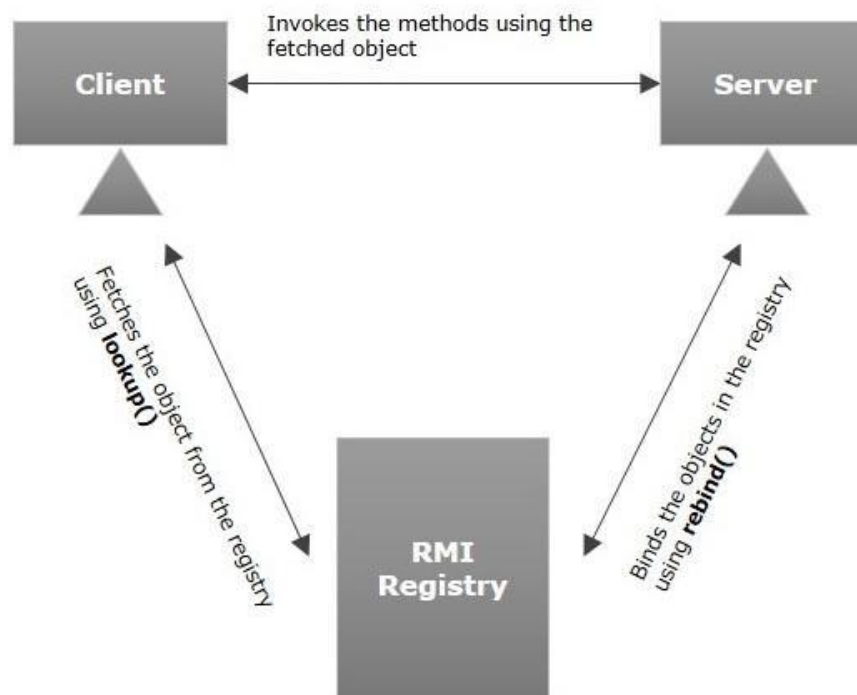 Invokes the methods using the
fetched object
Client
Server
Fetches the object from the registry
using lookup()
Binds the objects in the registry
using rebind()
RMI
Registry